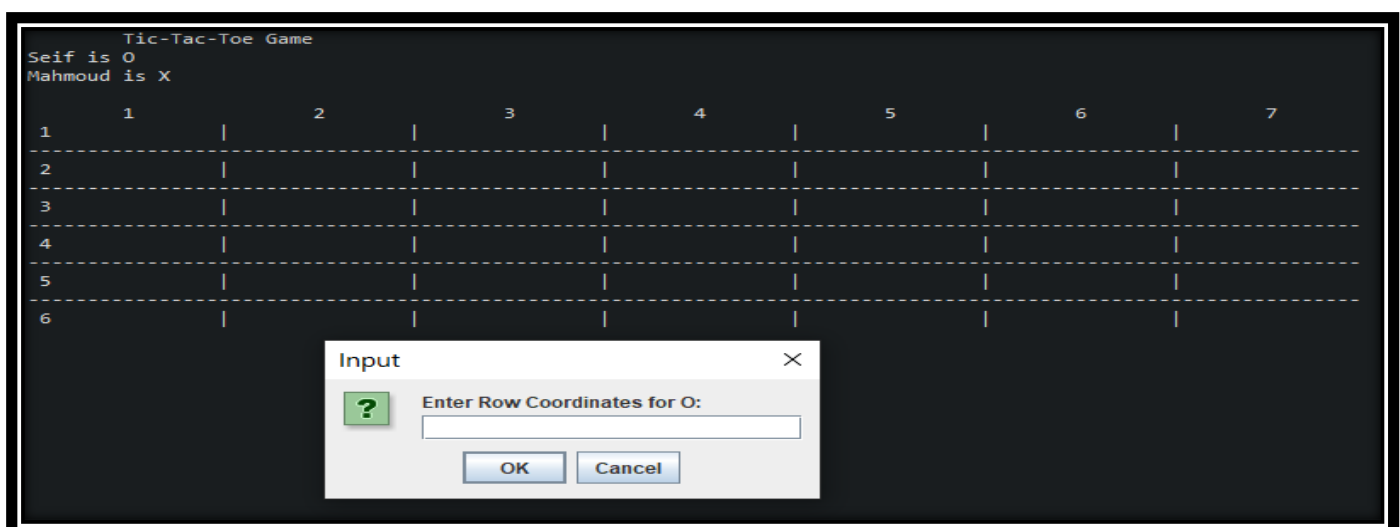 Tic-Tac-Toe Game
Seif is O
Mahmoud is X
1 2 3 4 5 6 7
1 | | | | | |
----------------------------------------------------------------------
2 | | | | | |
----------------------------------------------------------------------
3 | | | | | |
----------------------------------------------------------------------
4 | | | | | |
----------------------------------------------------------------------
5 | | | | | |
----------------------------------------------------------------------
6 | | | | | |
Input
Enter Row Coordinates for O:
OK Cancel